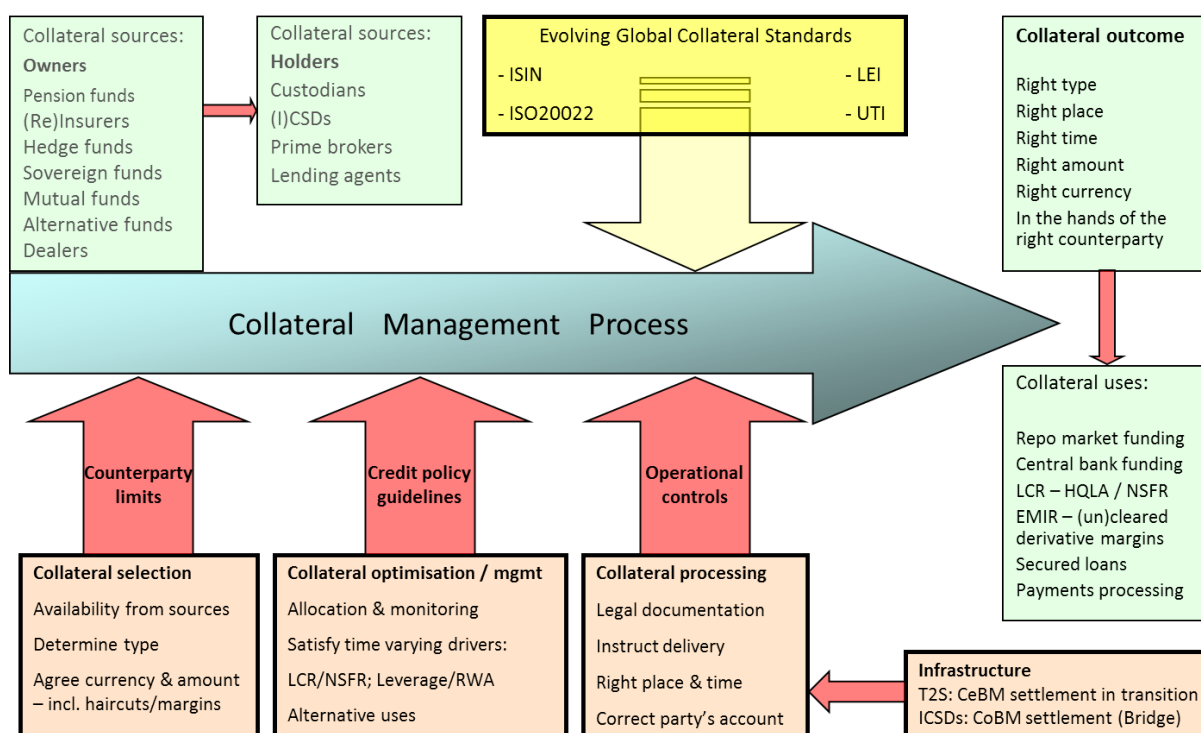 Collateral sources:
Owners
Pension funds
(Re)Insurers
Hedge funds
Sovereign funds
Mutual funds
Alternative funds
Dealers
Collateral sources:
Holders
Custodians
(I)CSDs
Prime brokers
Lending agents
Evolving Global Collateral Standards
- ISIN
- LEI
- ISO20022
- UTI
Collateral outcome
Right type
Right place
Right time
Right amount
Right currency
In the hands of the
right counterparty
Collateral Management Process
Collateral uses:
Repo market funding
Central bank funding
LCR – HQLA / NSFR
EMIR – (un)cleared
derivative margins
Secured loans
Payments processing
Counterparty
limits
Credit policy
guidelines
Operational
controls
Collateral selection
Availability from sources
Determine type
Agree currency & amount
– incl. haircuts/margins
Collateral optimisation / mgmt
Allocation & monitoring
Satisfy time varying drivers:
LCR/NSFR; Leverage/RWA
Alternative uses
Collateral processing
Legal documentation
Instruct delivery
Right place & time
Correct party's account
Infrastructure
T2S: CeBM settlement in transition
ICSDs: CoBM settlement (Bridge)